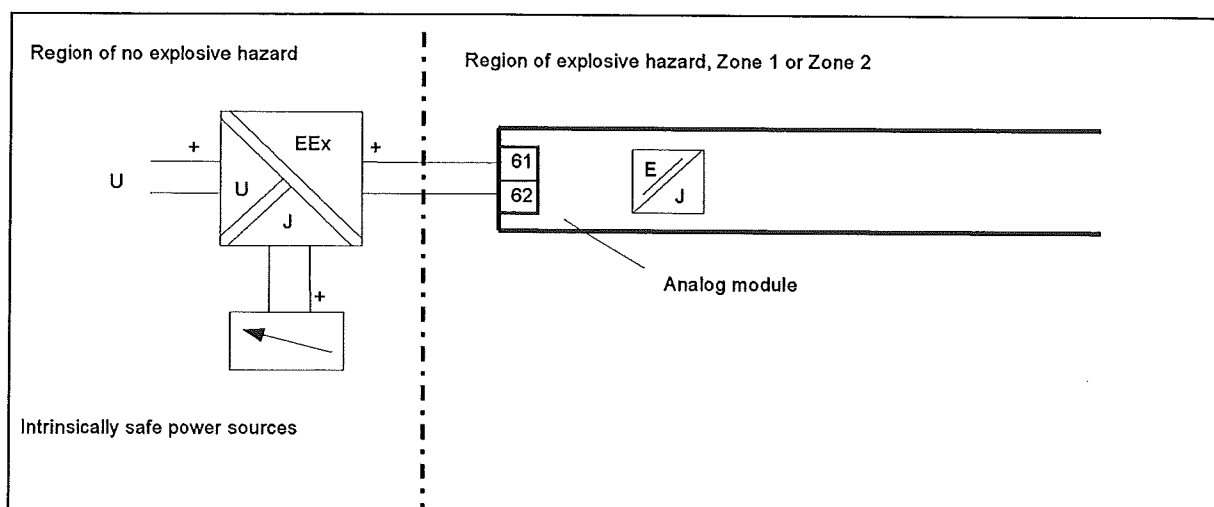 Region of no explosive hazard
Region of explosive hazard, Zone 1 or Zone 2
+
EEx
+
61
U
U
62
E
J
J
Analog module
+
Intrinsically safe power sources